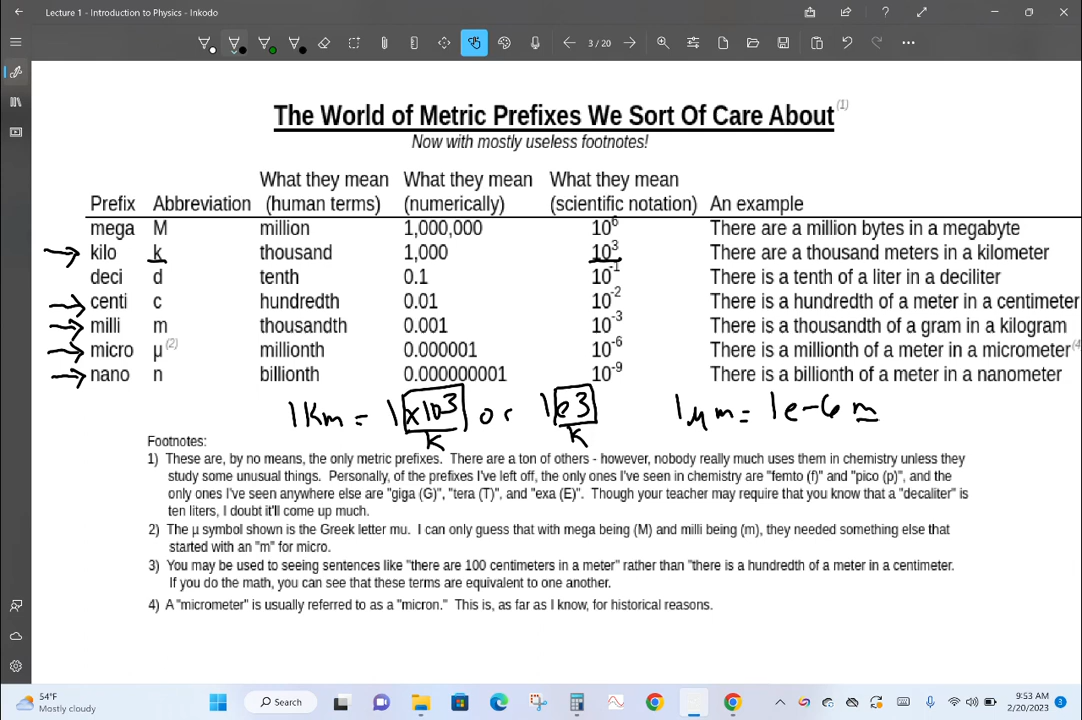 Lecture 1 - Introduction to Physics - Inkodo
3 / 20
The World of Metric Prefixes We Sort Of Care About (1)
Now with mostly useless footnotes!
What they mean What they mean What they mean
Prefix Abbreviation (human terms) (numerically) (scientific notation) An example
mega M million 1,000,000 10^6 There are a million bytes in a megabyte
kilo k thousand 1,000 10^3 There are a thousand meters in a kilometer
deci d tenth 0.1 10^-1 There is a tenth of a liter in a deciliter
centi c hundredth 0.01 10^-2 There is a hundredth of a meter in a centimeter
milli m thousandth 0.001 10^-3 There is a thousandth of a gram in a kilogram
micro μ (2) millionth 0.000001 10^-6 There is a millionth of a meter in a micrometer (4
nano n billionth 0.000000001 10^-9 There is a billionth of a meter in a nanometer
1 Km = 1 x10^3 or 1 e3 1 μm = 1e-6 m
K K
Footnotes:
1) These are, by no means, the only metric prefixes. There are a ton of others - however, nobody really much uses them in chemistry unless they
study some unusual things. Personally, of the prefixes I've left off, the only ones I've seen in chemistry are "femto (f)" and "pico (p)", and the
only ones I've seen anywhere else are "giga (G)", "tera (T)", and "exa (E)". Though your teacher may require that you know that a "decaliter" is
ten liters, I doubt it'll come up much.
2) The μ symbol shown is the Greek letter mu. I can only guess that with mega being (M) and milli being (m), they needed something else that
started with an "m" for micro.
3) You may be used to seeing sentences like "there are 100 centimeters in a meter" rather than "there is a hundredth of a meter in a centimeter.
If you do the math, you can see that these terms are equivalent to one another.
4) A "micrometer" is usually referred to as a "micron." This is, as far as I know, for historical reasons.
54°F
Mostly cloudy
Search
9:53 AM
2/20/2023
3